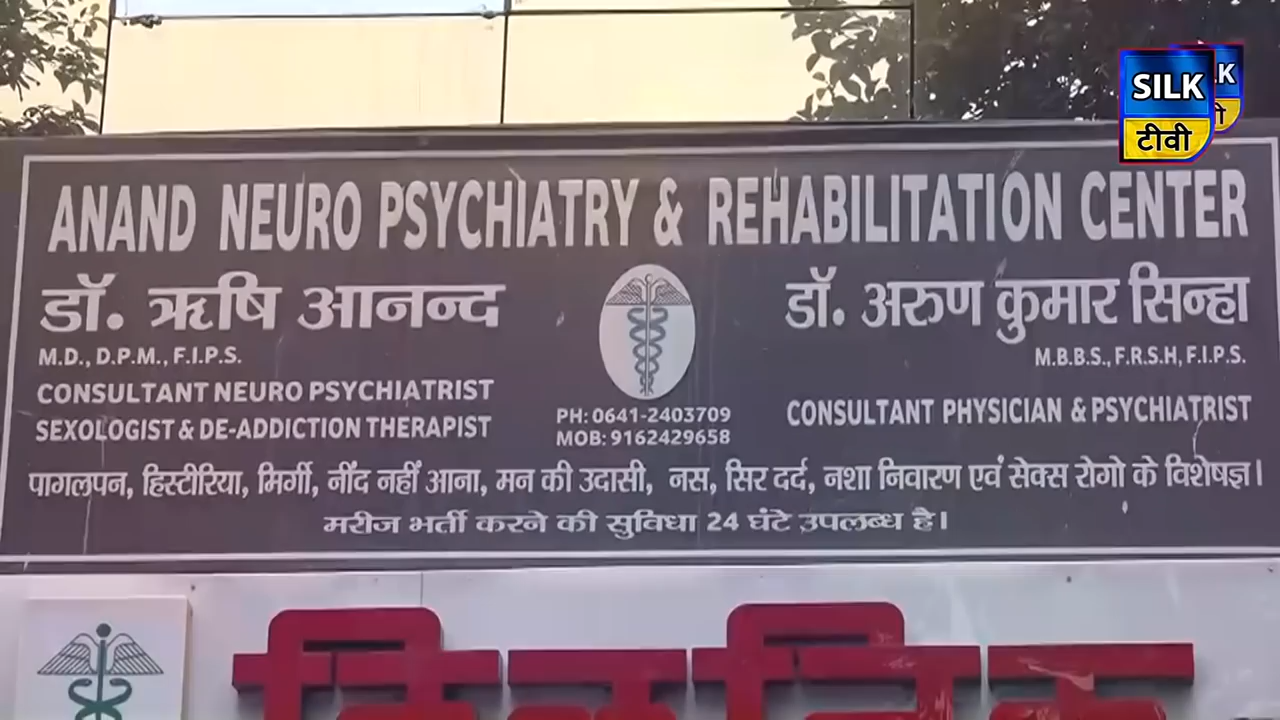 SILK
टीवी
ANAND NEURO PSYCHIATRY & REHABILITATION CENTER
डॉ. ऋषि आनन्द
M.D., D.P.M., F.I.P.S.
CONSULTANT NEURO PSYCHIATRIST
SEXOLOGIST & DE-ADDICTION THERAPIST
PH: 0641-2403709
MOB: 9162429658
डॉ. अरुण कुमार सिन्हा
M.B.B.S., F.R.S.H, F.I.P.S.
CONSULTANT PHYSICIAN & PSYCHIATRIST
पागलपन, हिस्टीरिया, मिर्गी, नींद नहीं आना, मन की उदासी, नस, सिर दर्द, नशा निवारण एवं सेक्स रोगो के विशेषज्ञ।
मरीज भर्ती करने की सुविधा 24 घंटे उपलब्ध है।